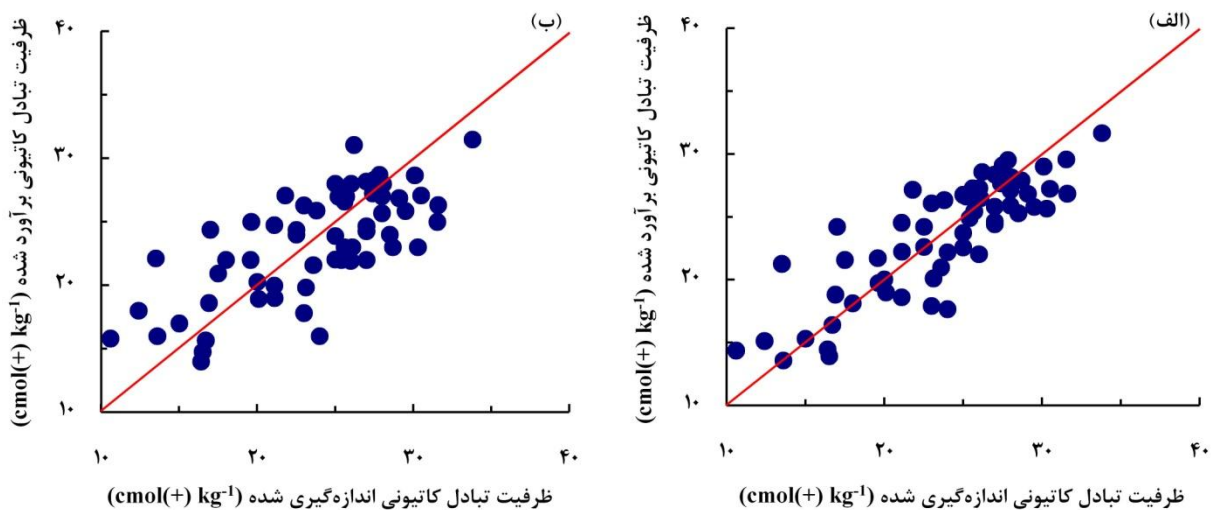 (الف)
ظرفیت تبادل کاتیونی برآورد شده (cmol(+) kg⁻¹)
۴۰
۳۰
۲۰
۱۰
۱۰ ۲۰ ۳۰ ۴۰
ظرفیت تبادل کاتیونی اندازه‌گیری شده (cmol(+) kg⁻¹)
(ب)
ظرفیت تبادل کاتیونی برآورد شده (cmol(+) kg⁻¹)
۴۰
۳۰
۲۰
۱۰
۱۰ ۲۰ ۳۰ ۴۰
ظرفیت تبادل کاتیونی اندازه‌گیری شده (cmol(+) kg⁻¹)